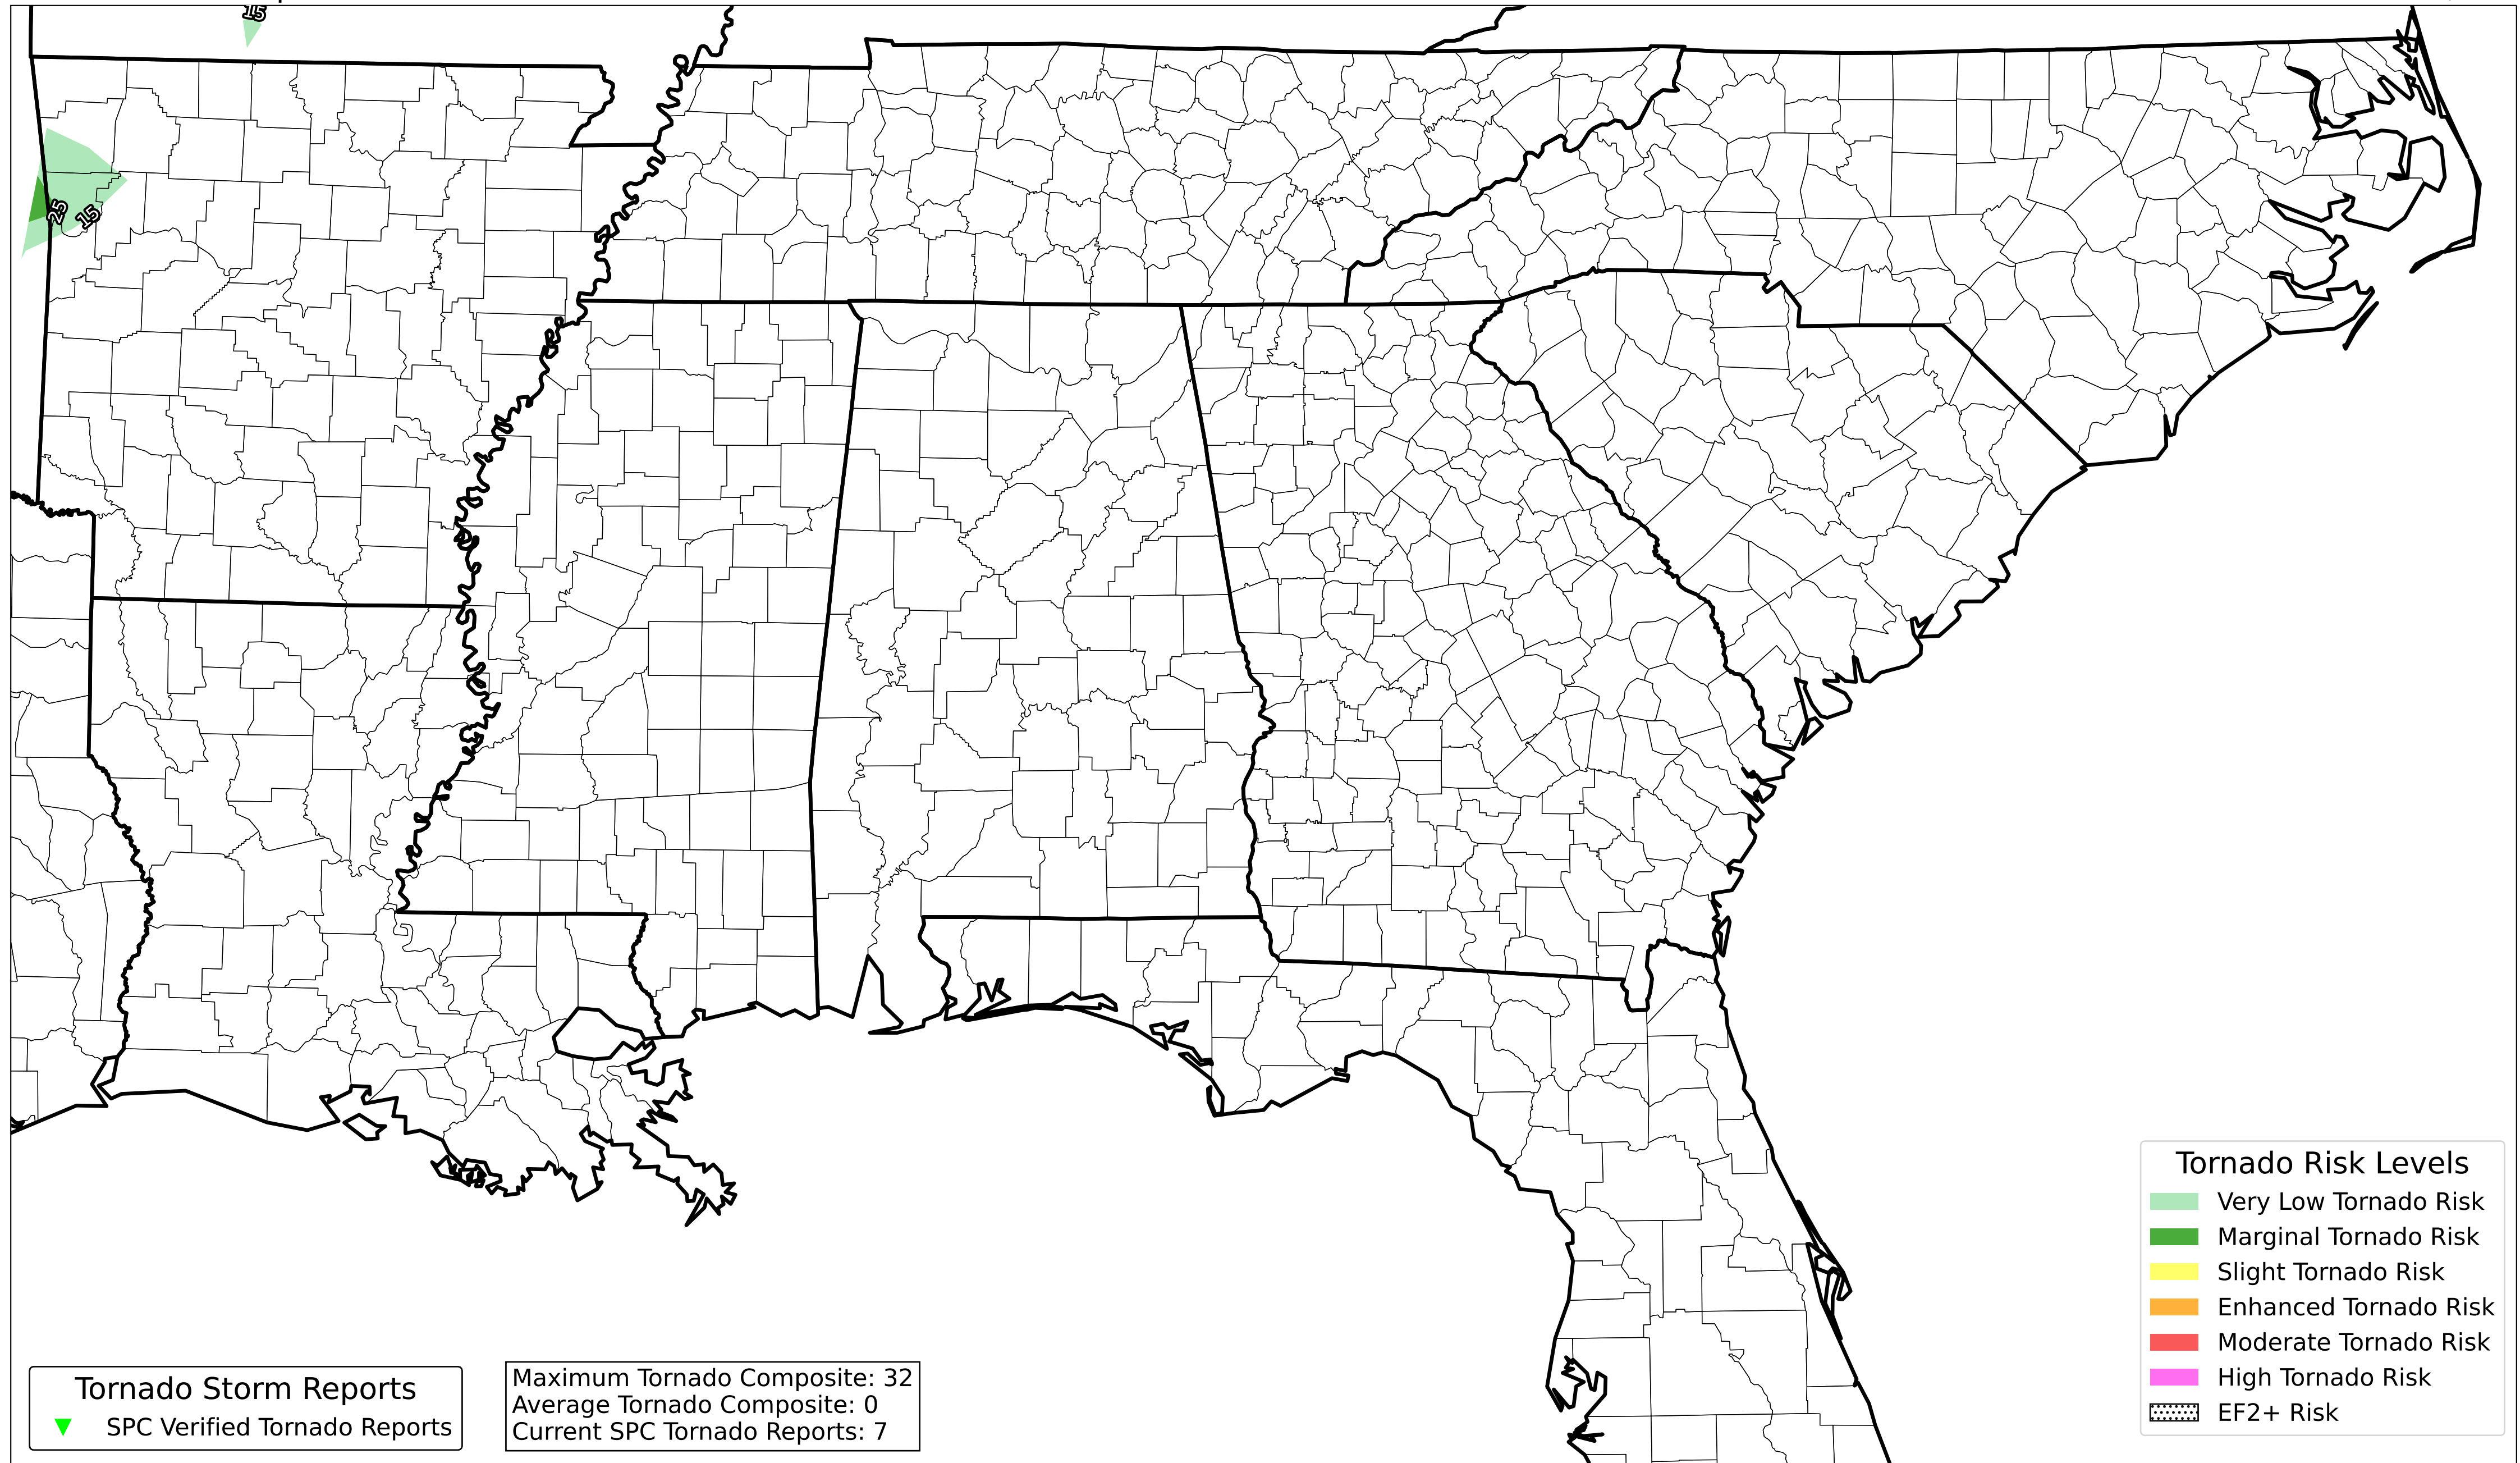 15
25
15
Tornado Risk Levels
Very Low Tornado Risk
Marginal Tornado Risk
Slight Tornado Risk
Enhanced Tornado Risk
Moderate Tornado Risk
High Tornado Risk
EF2+ Risk
Tornado Storm Reports
SPC Verified Tornado Reports
Maximum Tornado Composite: 32
Average Tornado Composite: 0
Current SPC Tornado Reports: 7